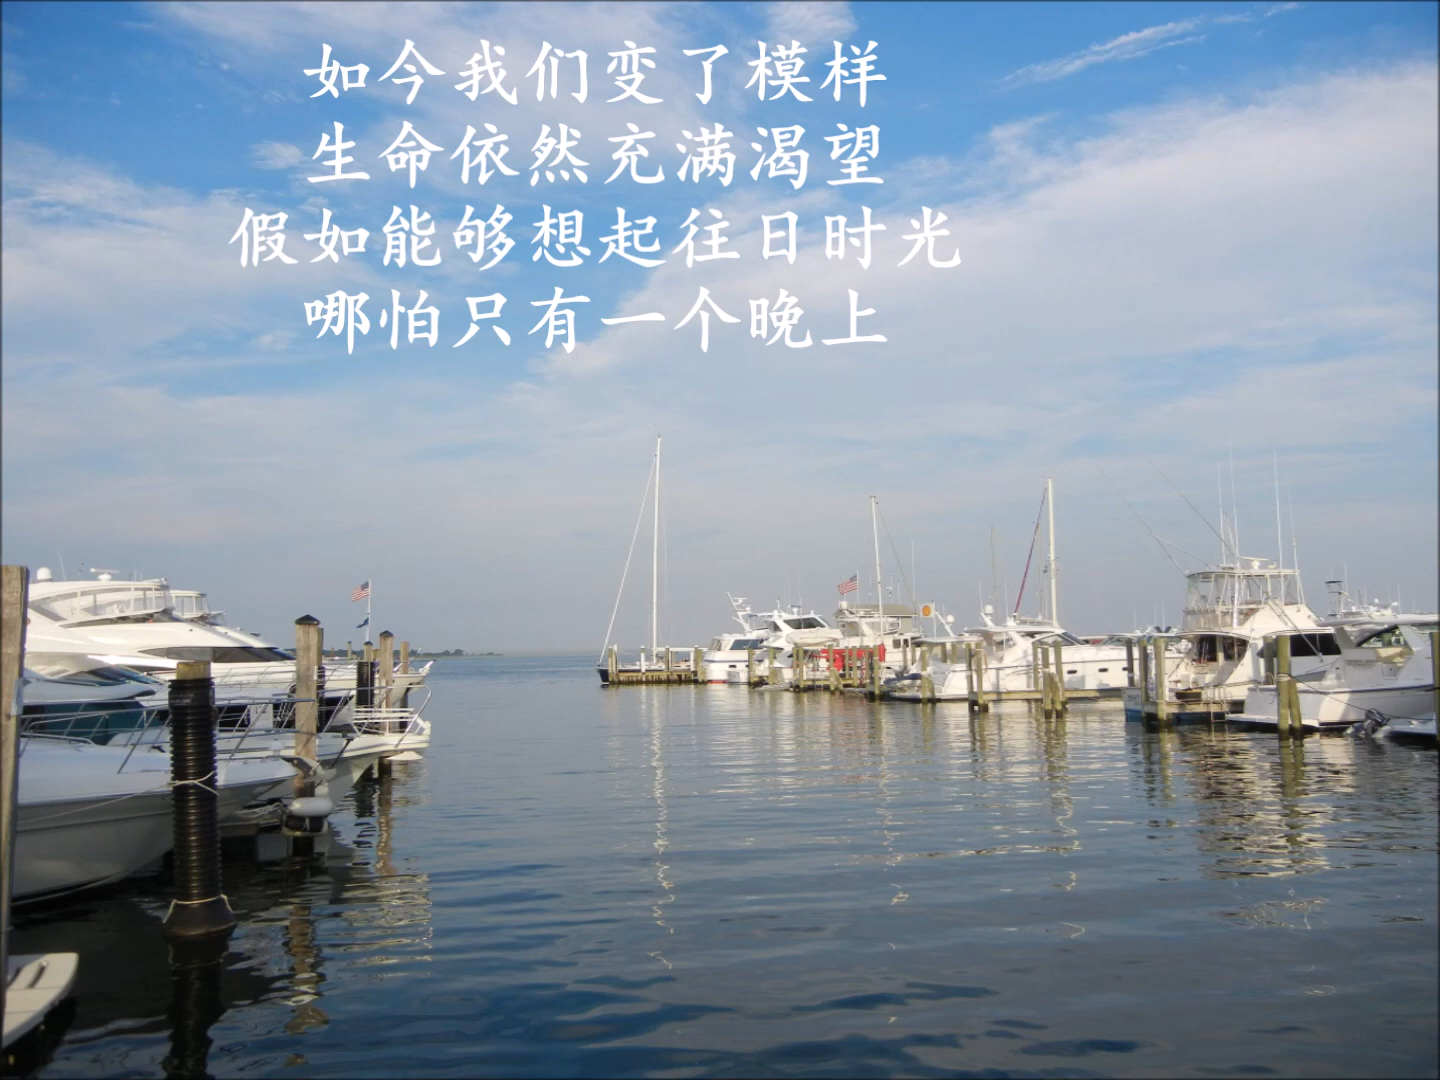 如今我们变了模样
生命依然充满渴望
假如能够想起往日时光
哪怕只有一个晚上